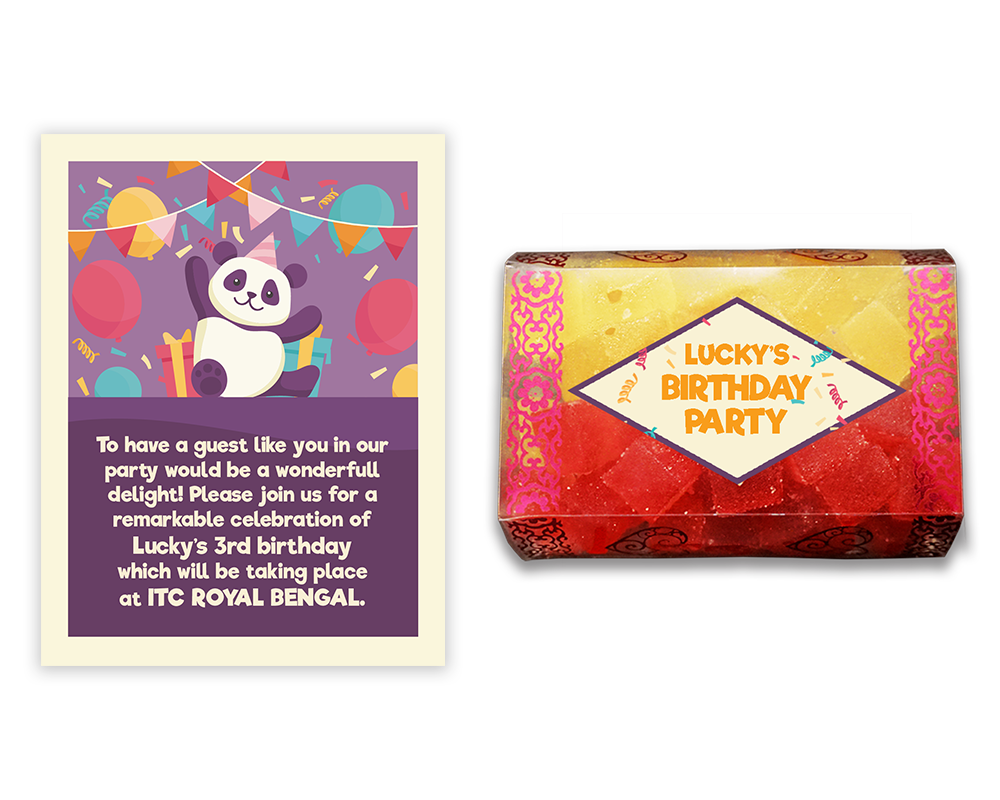 To have a guest like you in our
party would be a wonderfull
delight! Please join us for a
remarkable celebration of
Lucky's 3rd birthday
which will be taking place
at ITC ROYAL BENGAL.
LUCKY'S
BIRTHDAY
PARTY